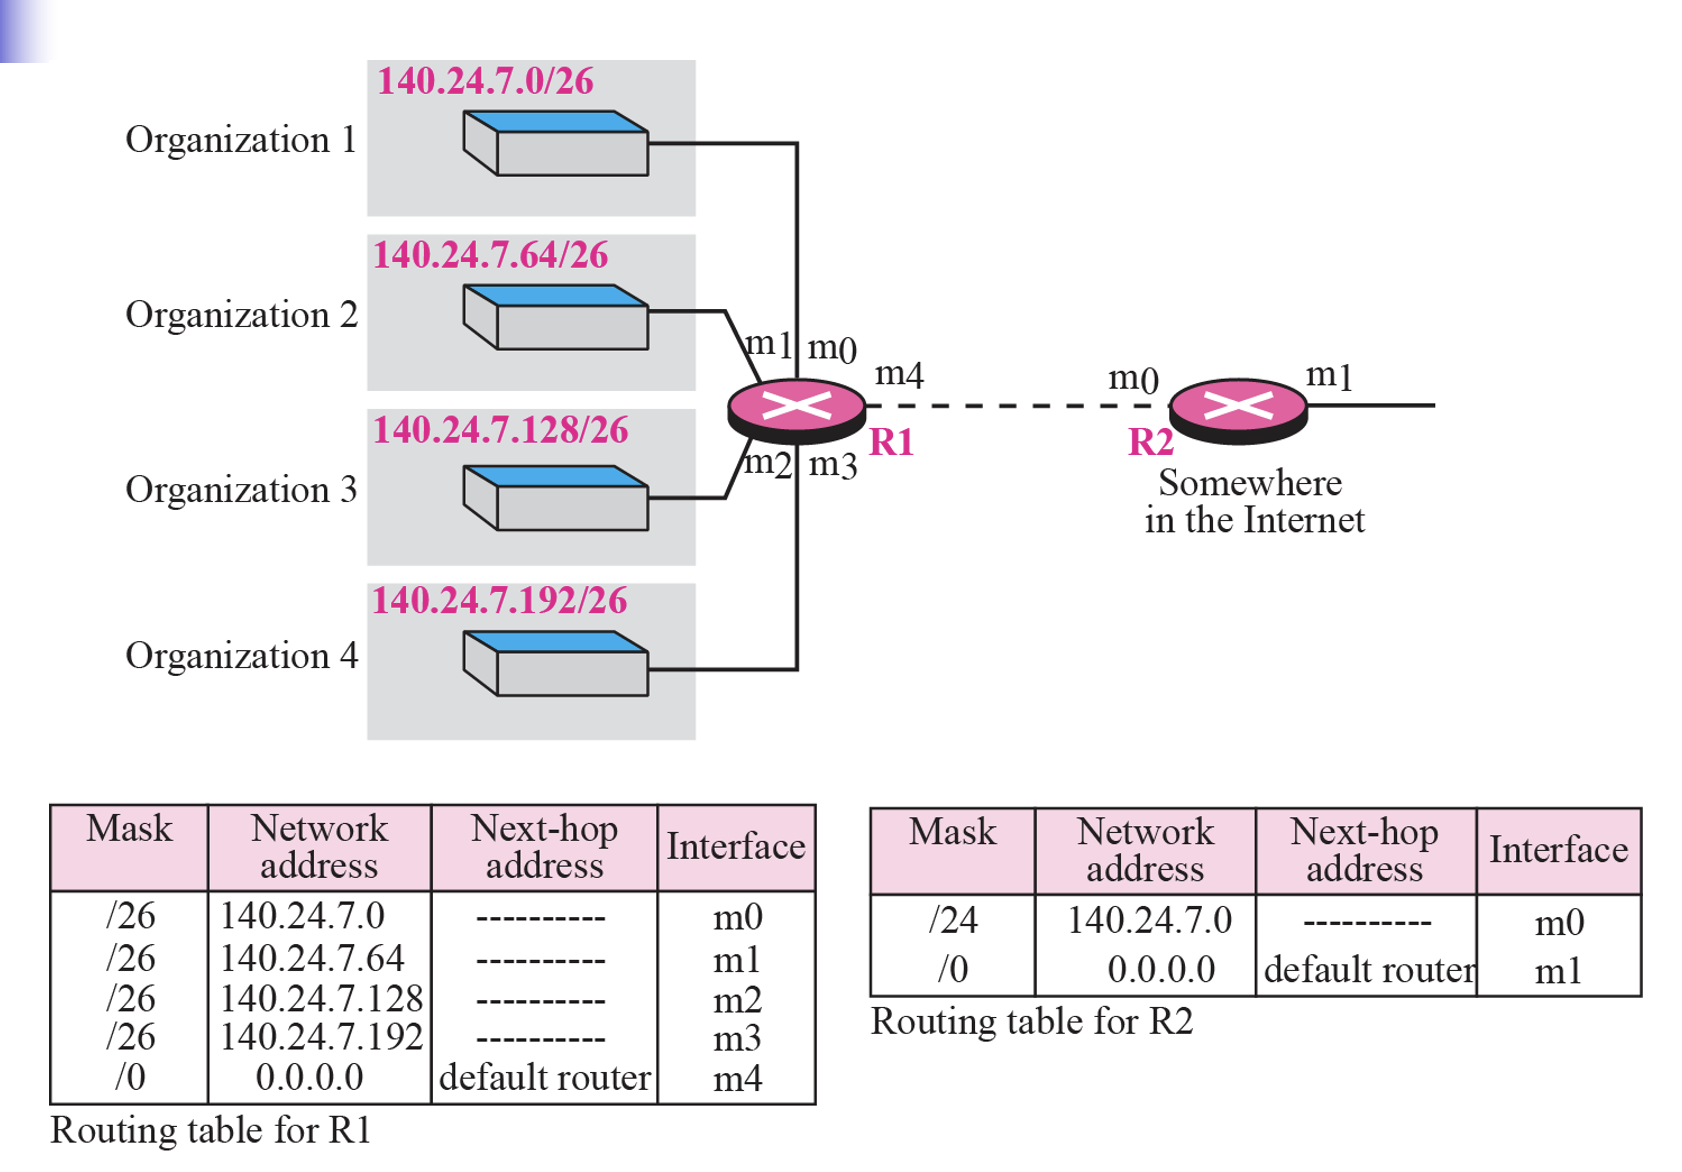 140.24.7.0/26
Organization 1
140.24.7.64/26
Organization 2
m1 m0
m4
m0
m1
140.24.7.128/26
R1
R2
m2 m3
Organization 3
Somewhere
in the Internet
140.24.7.192/26
Organization 4
Mask Network address Next-hop address Interface
/26 140.24.7.0 ---------- m0
/26 140.24.7.64 ---------- m1
/26 140.24.7.128 ---------- m2
/26 140.24.7.192 ---------- m3
/0 0.0.0.0 default router m4
Routing table for R1
Mask Network address Next-hop address Interface
/24 140.24.7.0 ---------- m0
/0 0.0.0.0 default router m1
Routing table for R2